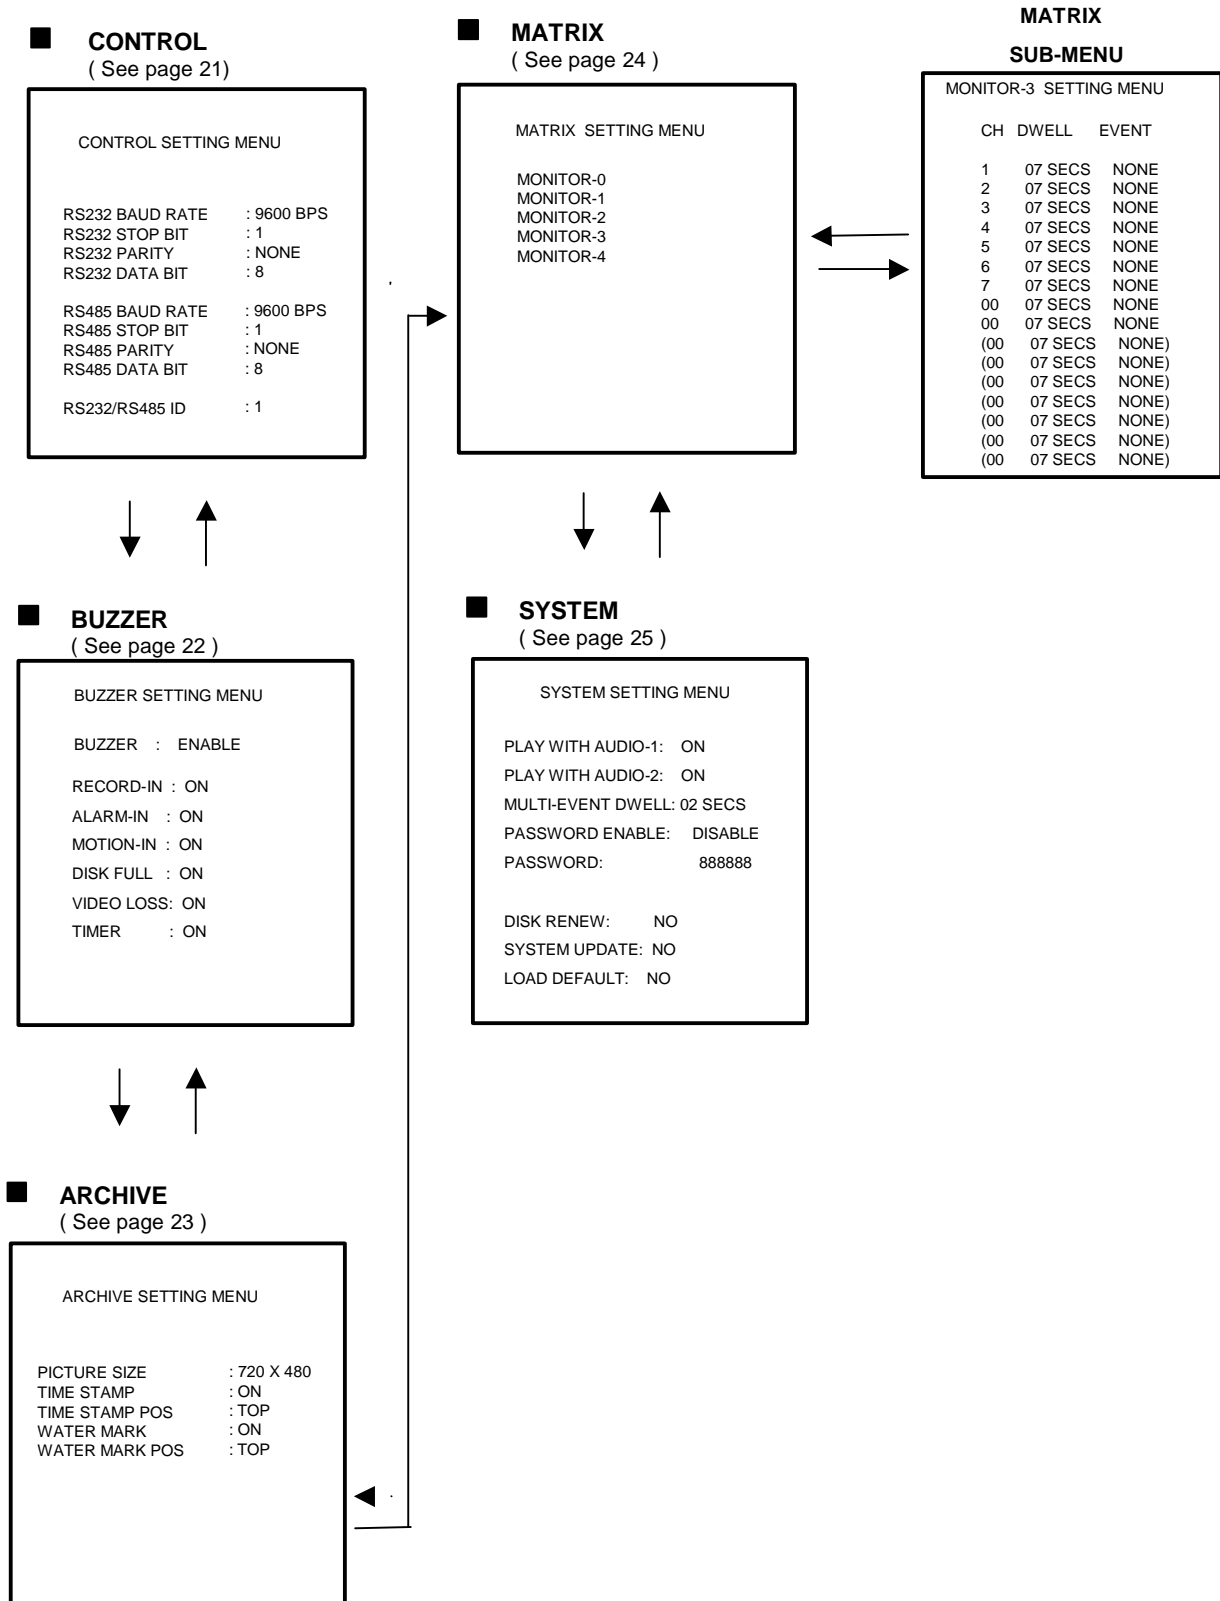 CONTROL
( See page 21)
CONTROL SETTING MENU
RS232 BAUD RATE : 9600 BPS
RS232 STOP BIT : 1
RS232 PARITY : NONE
RS232 DATA BIT : 8
RS485 BAUD RATE : 9600 BPS
RS485 STOP BIT : 1
RS485 PARITY : NONE
RS485 DATA BIT : 8
RS232/RS485 ID : 1
BUZZER
( See page 22 )
BUZZER SETTING MENU
BUZZER : ENABLE
RECORD-IN : ON
ALARM-IN : ON
MOTION-IN : ON
DISK FULL : ON
VIDEO LOSS: ON
TIMER : ON
ARCHIVE
( See page 23 )
ARCHIVE SETTING MENU
PICTURE SIZE : 720 X 480
TIME STAMP : ON
TIME STAMP POS : TOP
WATER MARK : ON
WATER MARK POS : TOP
MATRIX
( See page 24 )
MATRIX SETTING MENU
MONITOR-0
MONITOR-1
MONITOR-2
MONITOR-3
MONITOR-4
SYSTEM
( See page 25 )
SYSTEM SETTING MENU
PLAY WITH AUDIO-1: ON
PLAY WITH AUDIO-2: ON
MULTI-EVENT DWELL: 02 SECS
PASSWORD ENABLE: DISABLE
PASSWORD: 888888
DISK RENEW: NO
SYSTEM UPDATE: NO
LOAD DEFAULT: NO
MATRIX
SUB-MENU
MONITOR-3 SETTING MENU
CH DWELL EVENT
1 07 SECS NONE
2 07 SECS NONE
3 07 SECS NONE
4 07 SECS NONE
5 07 SECS NONE
6 07 SECS NONE
7 07 SECS NONE
00 07 SECS NONE
00 07 SECS NONE
(00 07 SECS NONE)
(00 07 SECS NONE)
(00 07 SECS NONE)
(00 07 SECS NONE)
(00 07 SECS NONE)
(00 07 SECS NONE)
(00 07 SECS NONE)